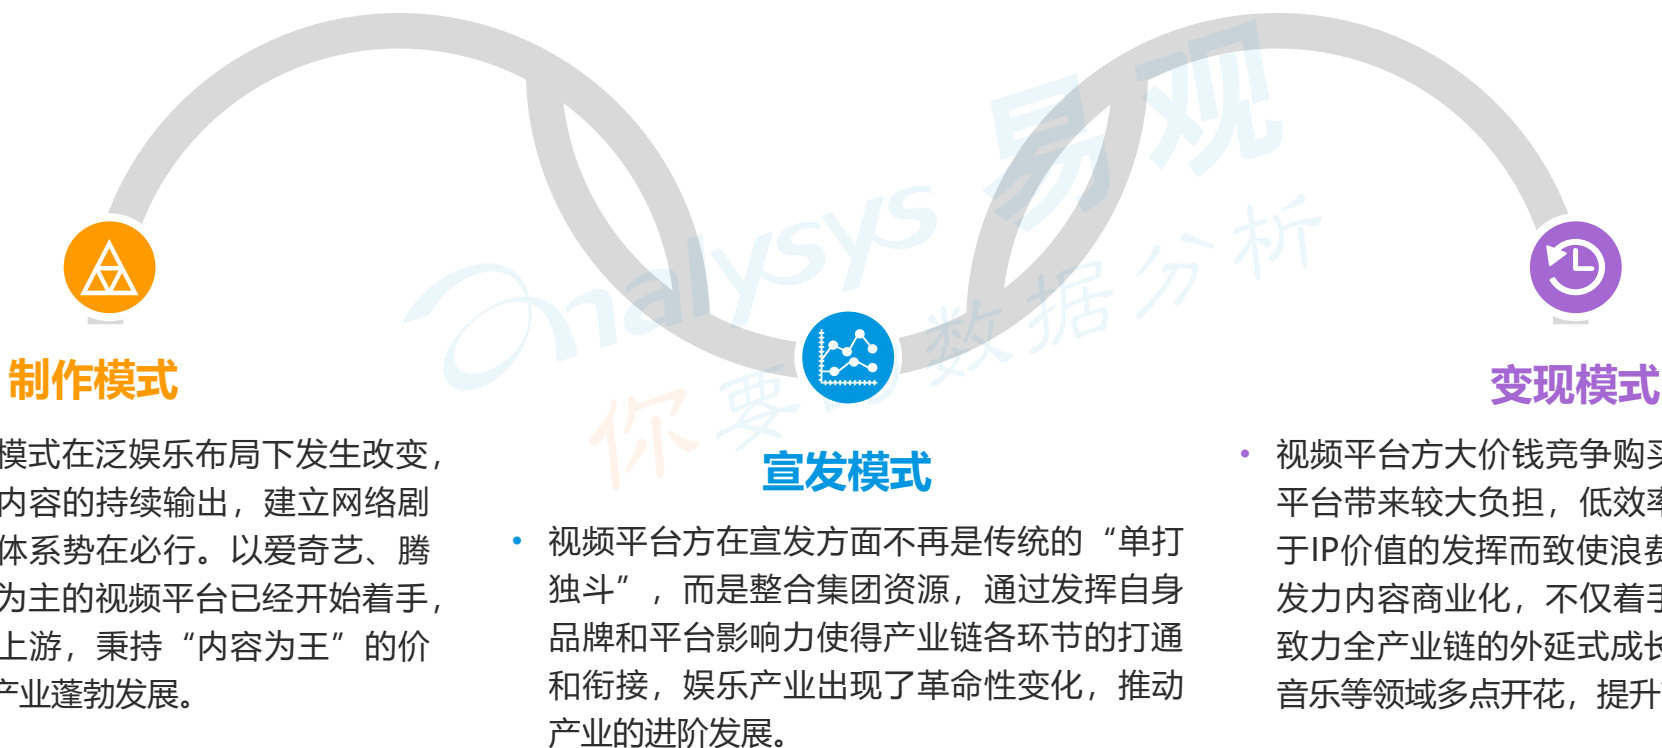 制作模式
模式在泛娱乐布局下发生改变，
内容的持续输出，建立网络剧
体系势在必行。以爱奇艺、腾
为主的视频平台已经开始着手，
上游，秉持“内容为王”的价
产业蓬勃发展。
宣发模式
• 视频平台方在宣发方面不再是传统的“单打
独斗”，而是整合集团资源，通过发挥自身
品牌和平台影响力使得产业链各环节的打通
和衔接，娱乐产业出现了革命性变化，推动
产业的进阶发展。
变现模式
• 视频平台方大价钱竞争购买
平台带来较大负担，低效率
于IP价值的发挥而致使浪费
发力内容商业化，不仅着手
致力全产业链的外延式成长
音乐等领域多点开花，提升
analysys 易观
你要的数据分析